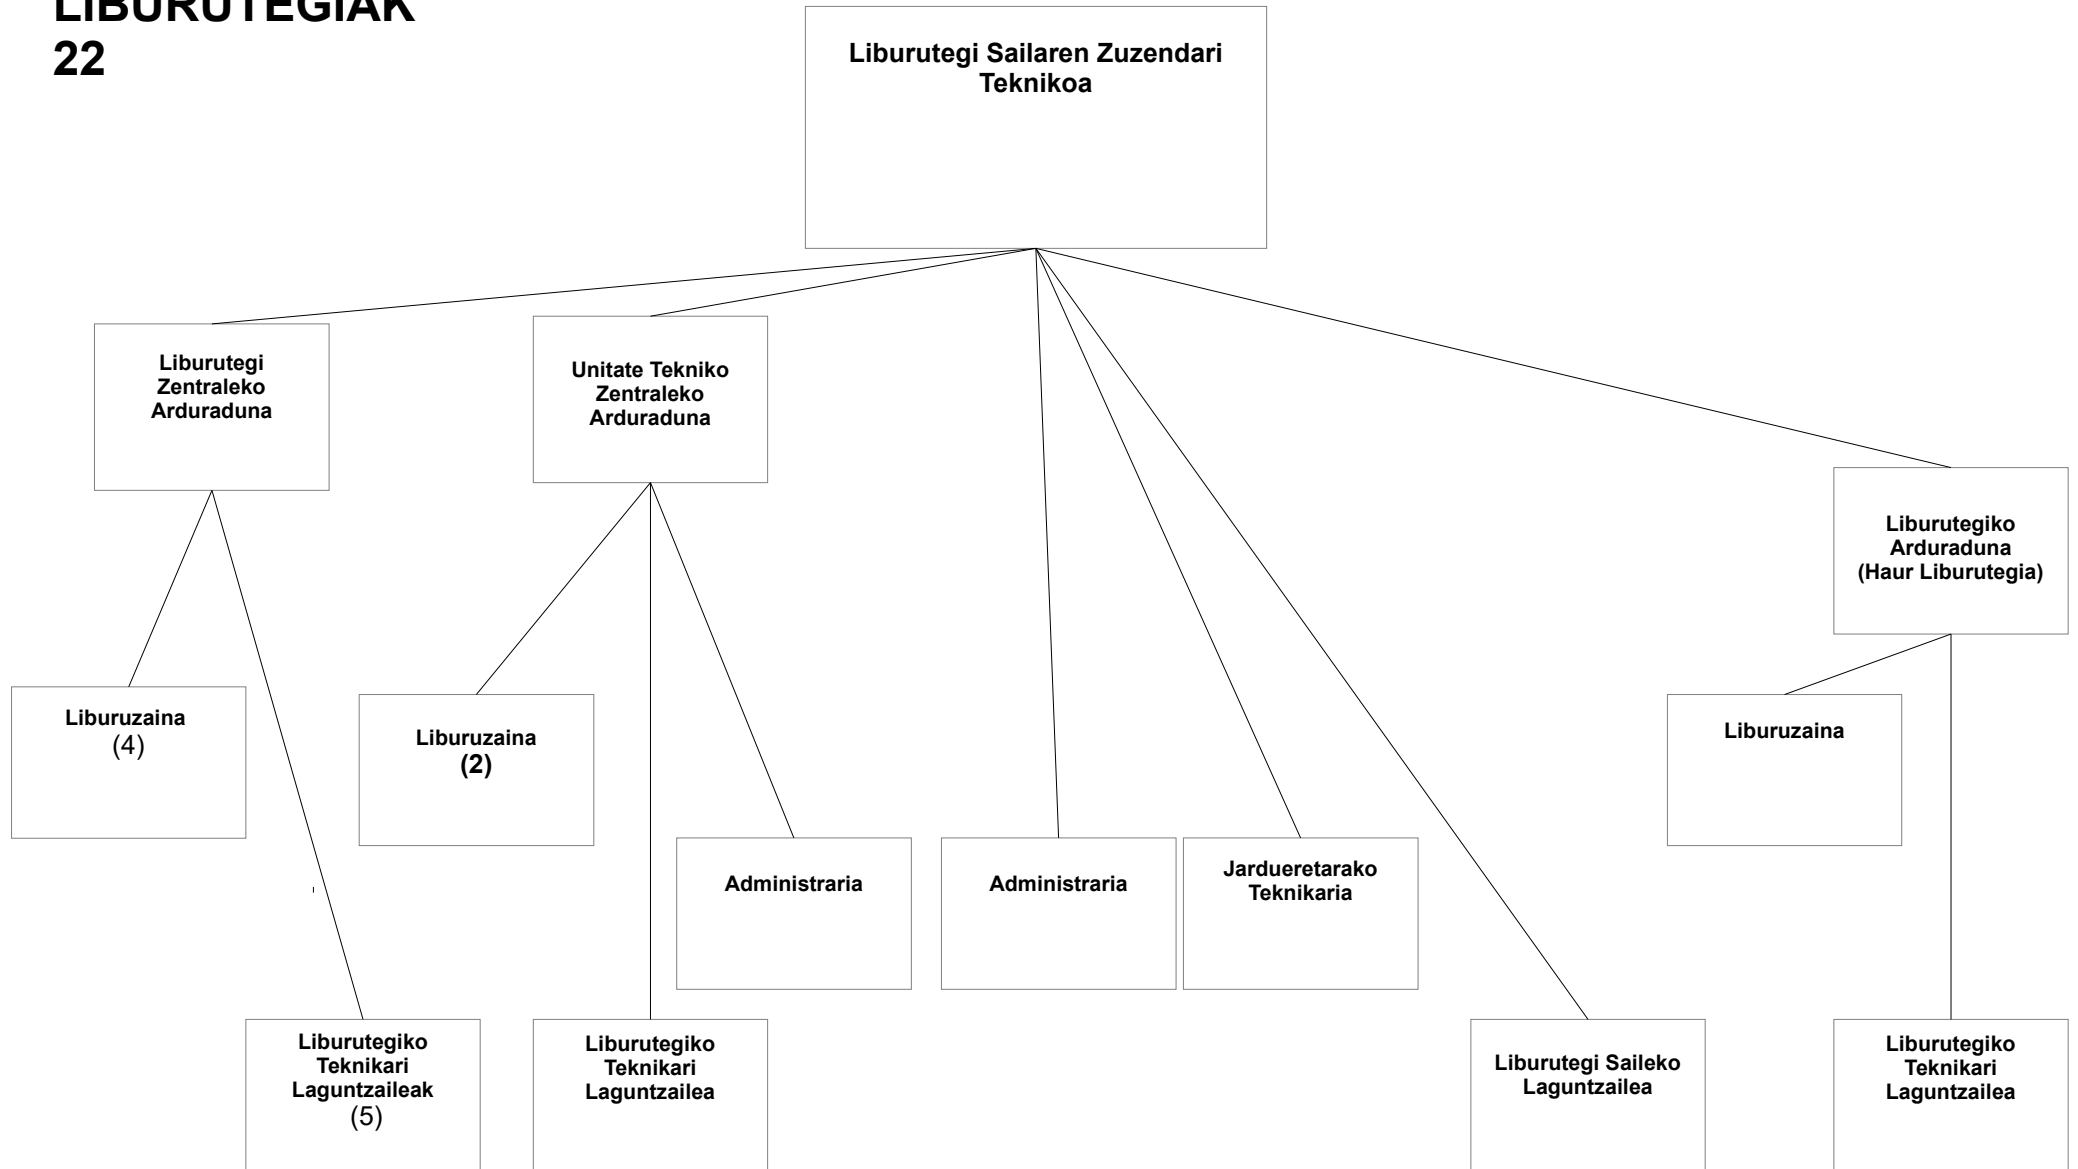 LIBURUTEGIAK
22
Liburutegi Sailaren Zuzendari
Teknikoa
Liburutegi
Zentraleko
Arduraduna
Unitate Tekniko
Zentraleko
Arduraduna
Liburutegiko
Arduraduna
(Haur Liburutegia)
Liburuzaina
(4)
Liburuzaina
(2)
Liburuzaina
Administraria
Administraria
Jardueretarako
Teknikaria
Liburutegiko
Teknikari
Laguntzaileak
(5)
Liburutegiko
Teknikari
Laguntzailea
Liburutegi Saileko
Laguntzailea
Liburutegiko
Teknikari
Laguntzailea